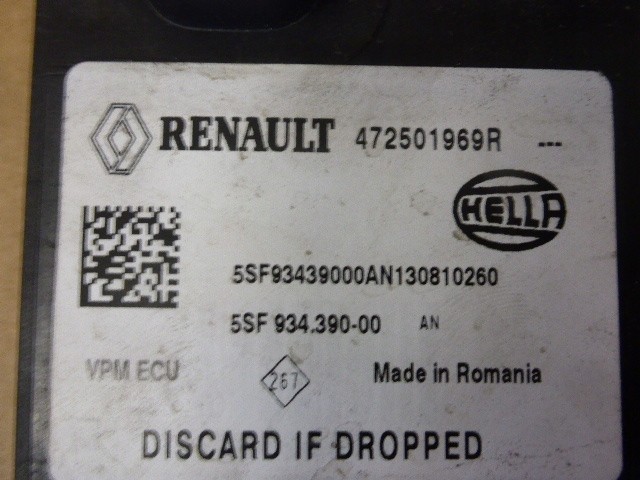 RENAULT 472501969R ---
HELLA
5SF93439000AN130810260
5SF 934.390-00 AN
VPM ECU
267
Made in Romania
DISCARD IF DROPPED